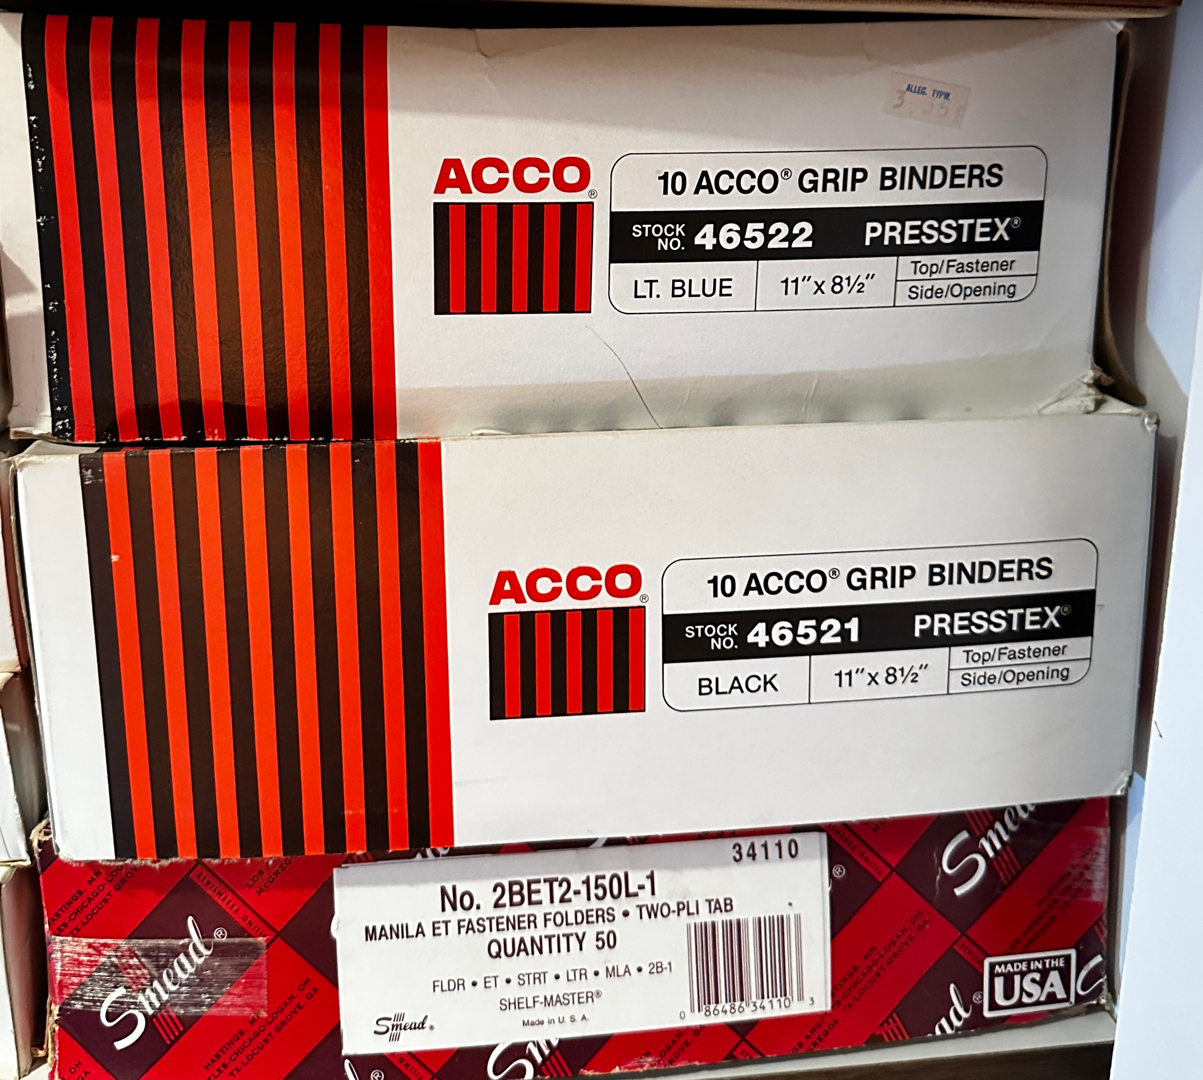 ALLEG. TYPW.
ACCO®
10 ACCO® GRIP BINDERS
STOCK NO. 46522 PRESSTEX®
LT. BLUE 11"x 8½" Top/Fastener
Side/Opening
ACCO®
10 ACCO® GRIP BINDERS
STOCK NO. 46521 PRESSTEX®
BLACK 11"x 8½" Top/Fastener
Side/Opening
34110
No. 2BET2-150L-1
MANILA ET FASTENER FOLDERS • TWO-PLI TAB
QUANTITY 50
FLDR • ET • STRT • LTR • MLA • 2B-1
SHELF-MASTER®
Made in U. S. A.
Smead®
0 86486 34110 3
Smead®
Smead
MADE IN THE
USA